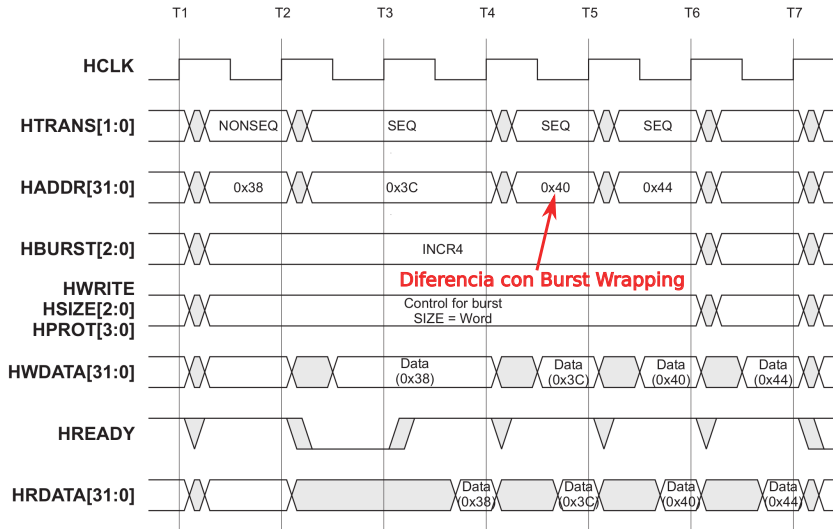 T1 T2 T3 T4 T5 T6 T7
HCLK
HTRANS[1:0] NONSEQ SEQ SEQ SEQ
HADDR[31:0] 0x38 0x3C 0x40 0x44
HBURST[2:0] INCR4
Diferencia con Burst Wrapping
HWRITE
HSIZE[2:0] Control for burst
HPROT[3:0] SIZE = Word
HWDATA[31:0] Data (0x38) Data (0x3C) Data (0x40) Data (0x44)
HREADY
HRDATA[31:0] Data (0x38) Data (0x3C) Data (0x40) Data (0x44)